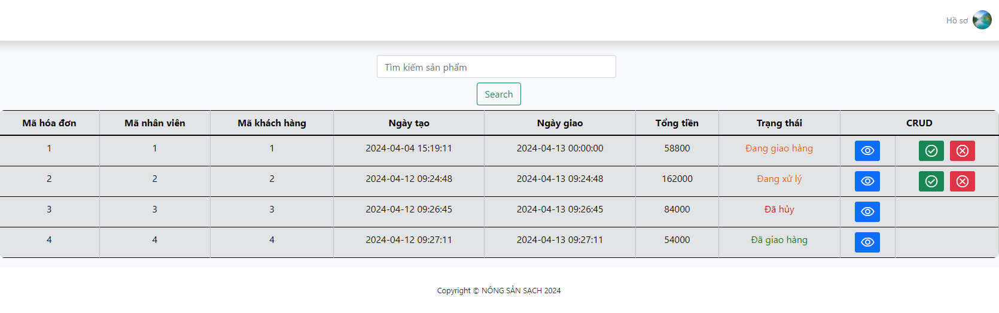 Hồ sơ
Tìm kiếm sản phẩm
Search
Mã hóa đơn Mã nhân viên Mã khách hàng Ngày tạo Ngày giao Tổng tiền Trạng thái CRUD
1 1 1 2024-04-04 15:19:11 2024-04-13 00:00:00 58800 Đang giao hàng
2 2 2 2024-04-12 09:24:48 2024-04-13 09:24:48 162000 Đang xử lý
3 3 3 2024-04-12 09:26:45 2024-04-13 09:26:45 84000 Đã hủy
4 4 4 2024-04-12 09:27:11 2024-04-13 09:27:11 54000 Đã giao hàng
Copyright © NÔNG SẢN SẠCH 2024